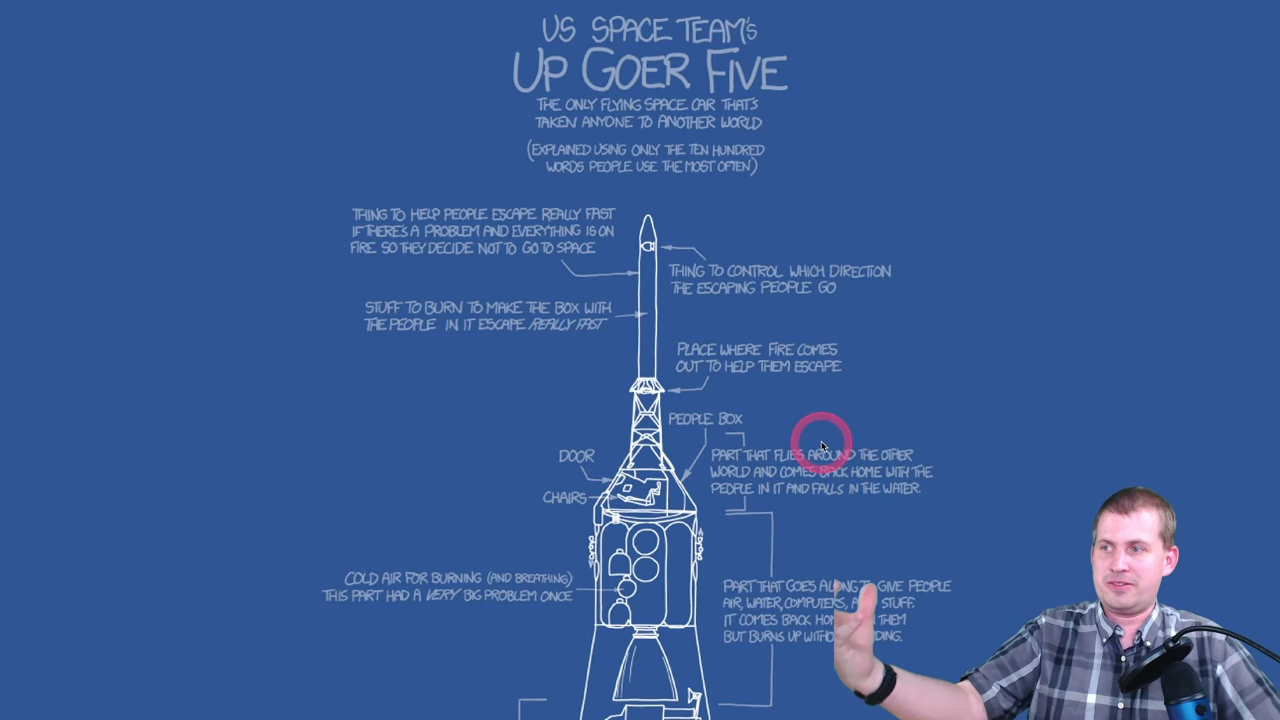 US SPACE TEAM'S
UP GOER FIVE
THE ONLY FLYING SPACE CAR THAT'S
TAKEN ANYONE TO ANOTHER WORLD
(EXPLAINED USING ONLY THE TEN HUNDRED
WORDS PEOPLE USE THE MOST OFTEN)
THING TO HELP PEOPLE ESCAPE REALLY FAST
IF THERE'S A PROBLEM AND EVERYTHING IS ON
FIRE SO THEY DECIDE NOT TO GO TO SPACE
THING TO CONTROL WHICH DIRECTION
THE ESCAPING PEOPLE GO
STUFF TO BURN TO MAKE THE BOX WITH
THE PEOPLE IN IT ESCAPE REALLY FAST
PLACE WHERE FIRE COMES
OUT TO HELP THEM ESCAPE
PEOPLE BOX
DOOR
PART THAT FLIES AROUND THE OTHER
WORLD AND COMES BACK HOME WITH THE
PEOPLE IN IT AND FALLS IN THE WATER.
CHAIRS
COLD AIR FOR BURNING (AND BREATHING)
THIS PART HAD A VERY BIG PROBLEM ONCE
PART THAT GOES ALONG TO GIVE PEOPLE
AIR, WATER, COMPUTERS, STUFF.
IT COMES BACK THEM
BUT BURNS UP